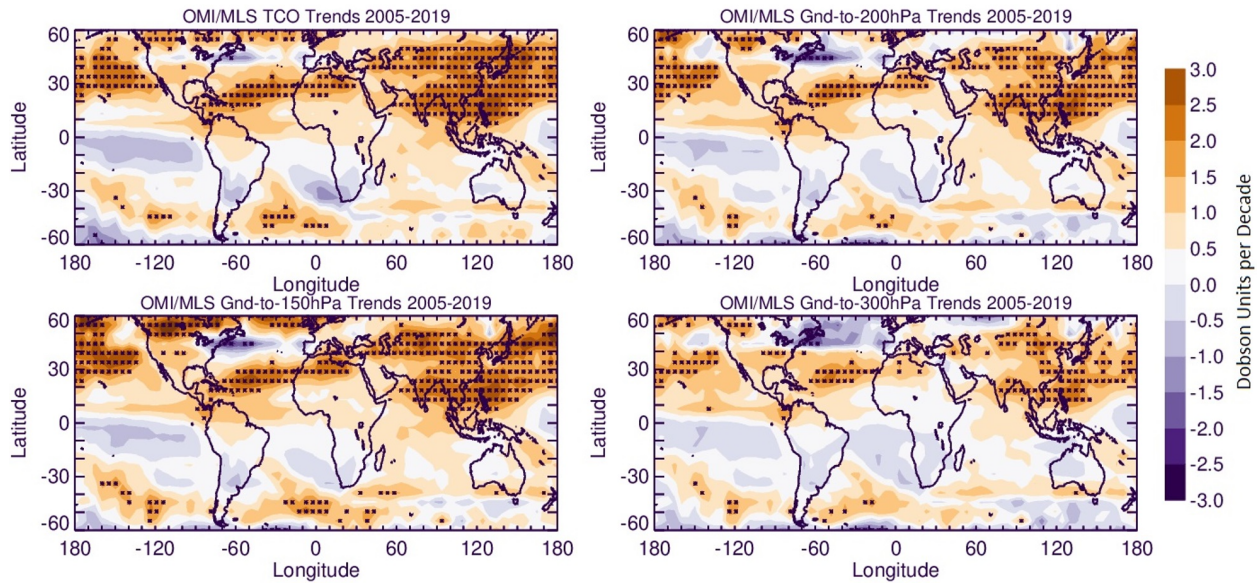 OMI/MLS TCO Trends 2005-2019
OMI/MLS Gnd-to-200hPa Trends 2005-2019
60
30
0
-30
-60
Latitude
180 -120 -60 0 60 120 180
Longitude
60
30
0
-30
-60
Latitude
180 -120 -60 0 60 120 180
Longitude
OMI/MLS Gnd-to-150hPa Trends 2005-2019
OMI/MLS Gnd-to-300hPa Trends 2005-2019
60
30
0
-30
-60
Latitude
180 -120 -60 0 60 120 180
Longitude
60
30
0
-30
-60
Latitude
180 -120 -60 0 60 120 180
Longitude
3.0
2.5
2.0
1.5
1.0
0.5
0.0
-0.5
-1.0
-1.5
-2.0
-2.5
-3.0
Dobson Units per Decade